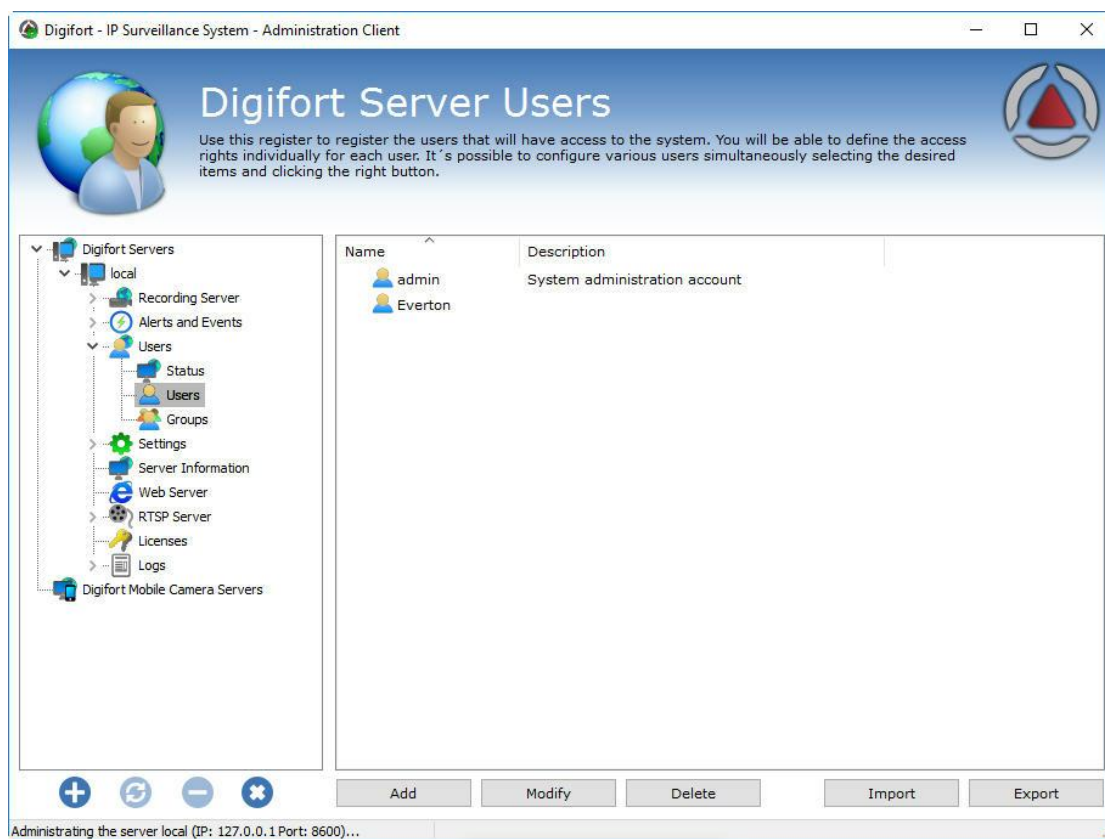 Digifort - IP Surveillance System - Administration Client
Digifort Server Users
Use this register to register the users that will have access to the system. You will be able to define the access
rights individually for each user. It´s possible to configure various users simultaneously selecting the desired
items and clicking the right button.
Digifort Servers
local
Recording Server
Alerts and Events
Users
Status
Users
Groups
Settings
Server Information
Web Server
RTSP Server
Licenses
Logs
Digifort Mobile Camera Servers
Name Description
admin System administration account
Everton
Add Modify Delete Import Export
Administrating the server local (IP: 127.0.0.1 Port: 8600)...